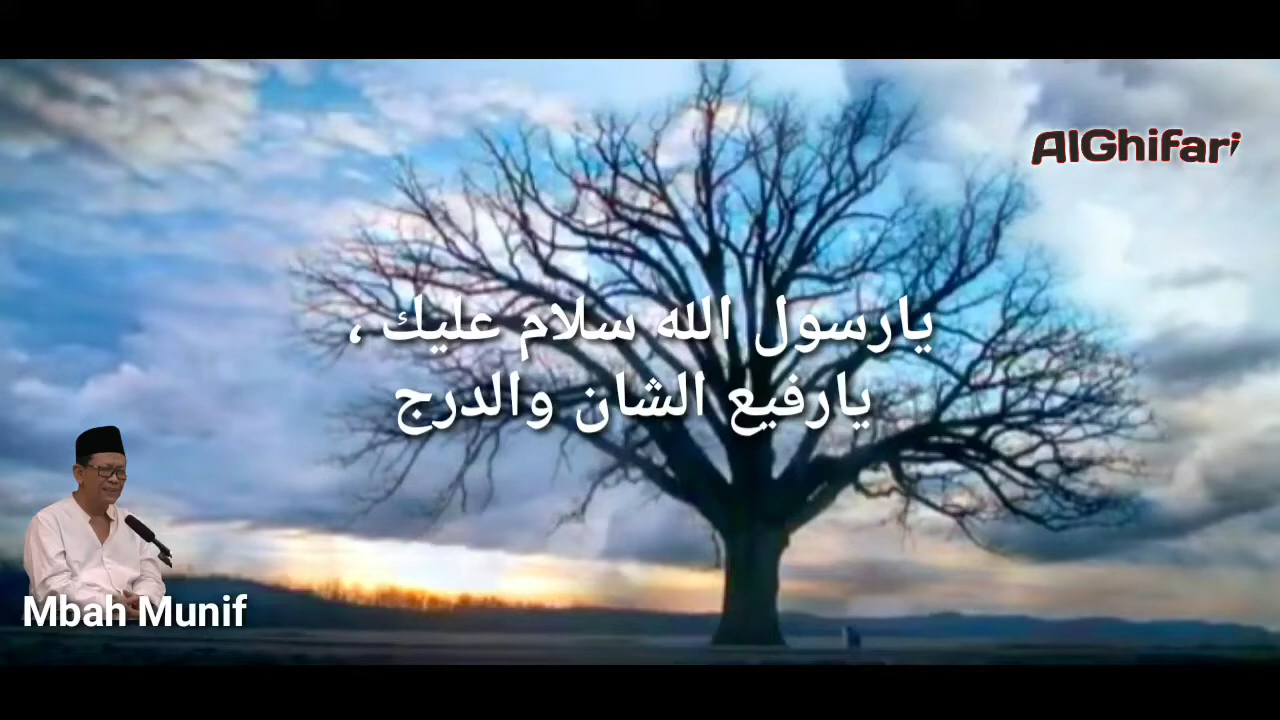 AlGhifari
يارسول الله سلام عليك ،
يارفيع الشان والدرج
Mbah Munif